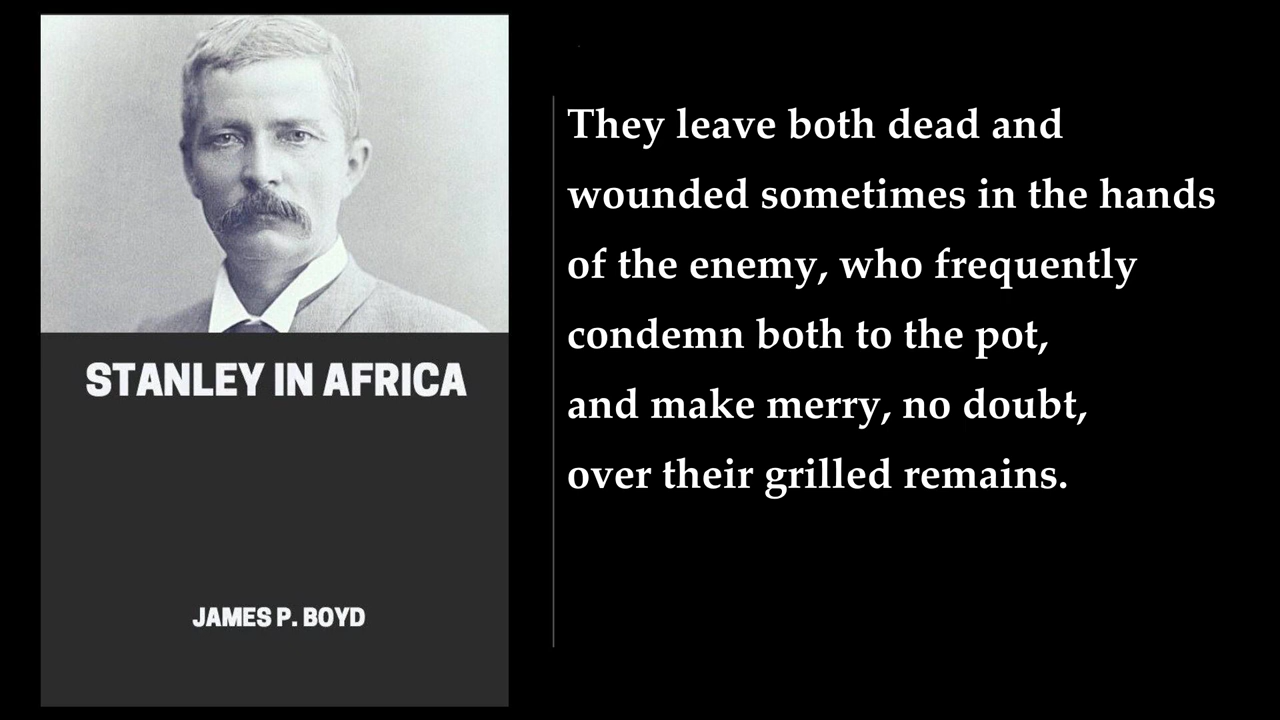 STANLEY IN AFRICA
JAMES P. BOYD
They leave both dead and
wounded sometimes in the hands
of the enemy, who frequently
condemn both to the pot,
and make merry, no doubt,
over their grilled remains.